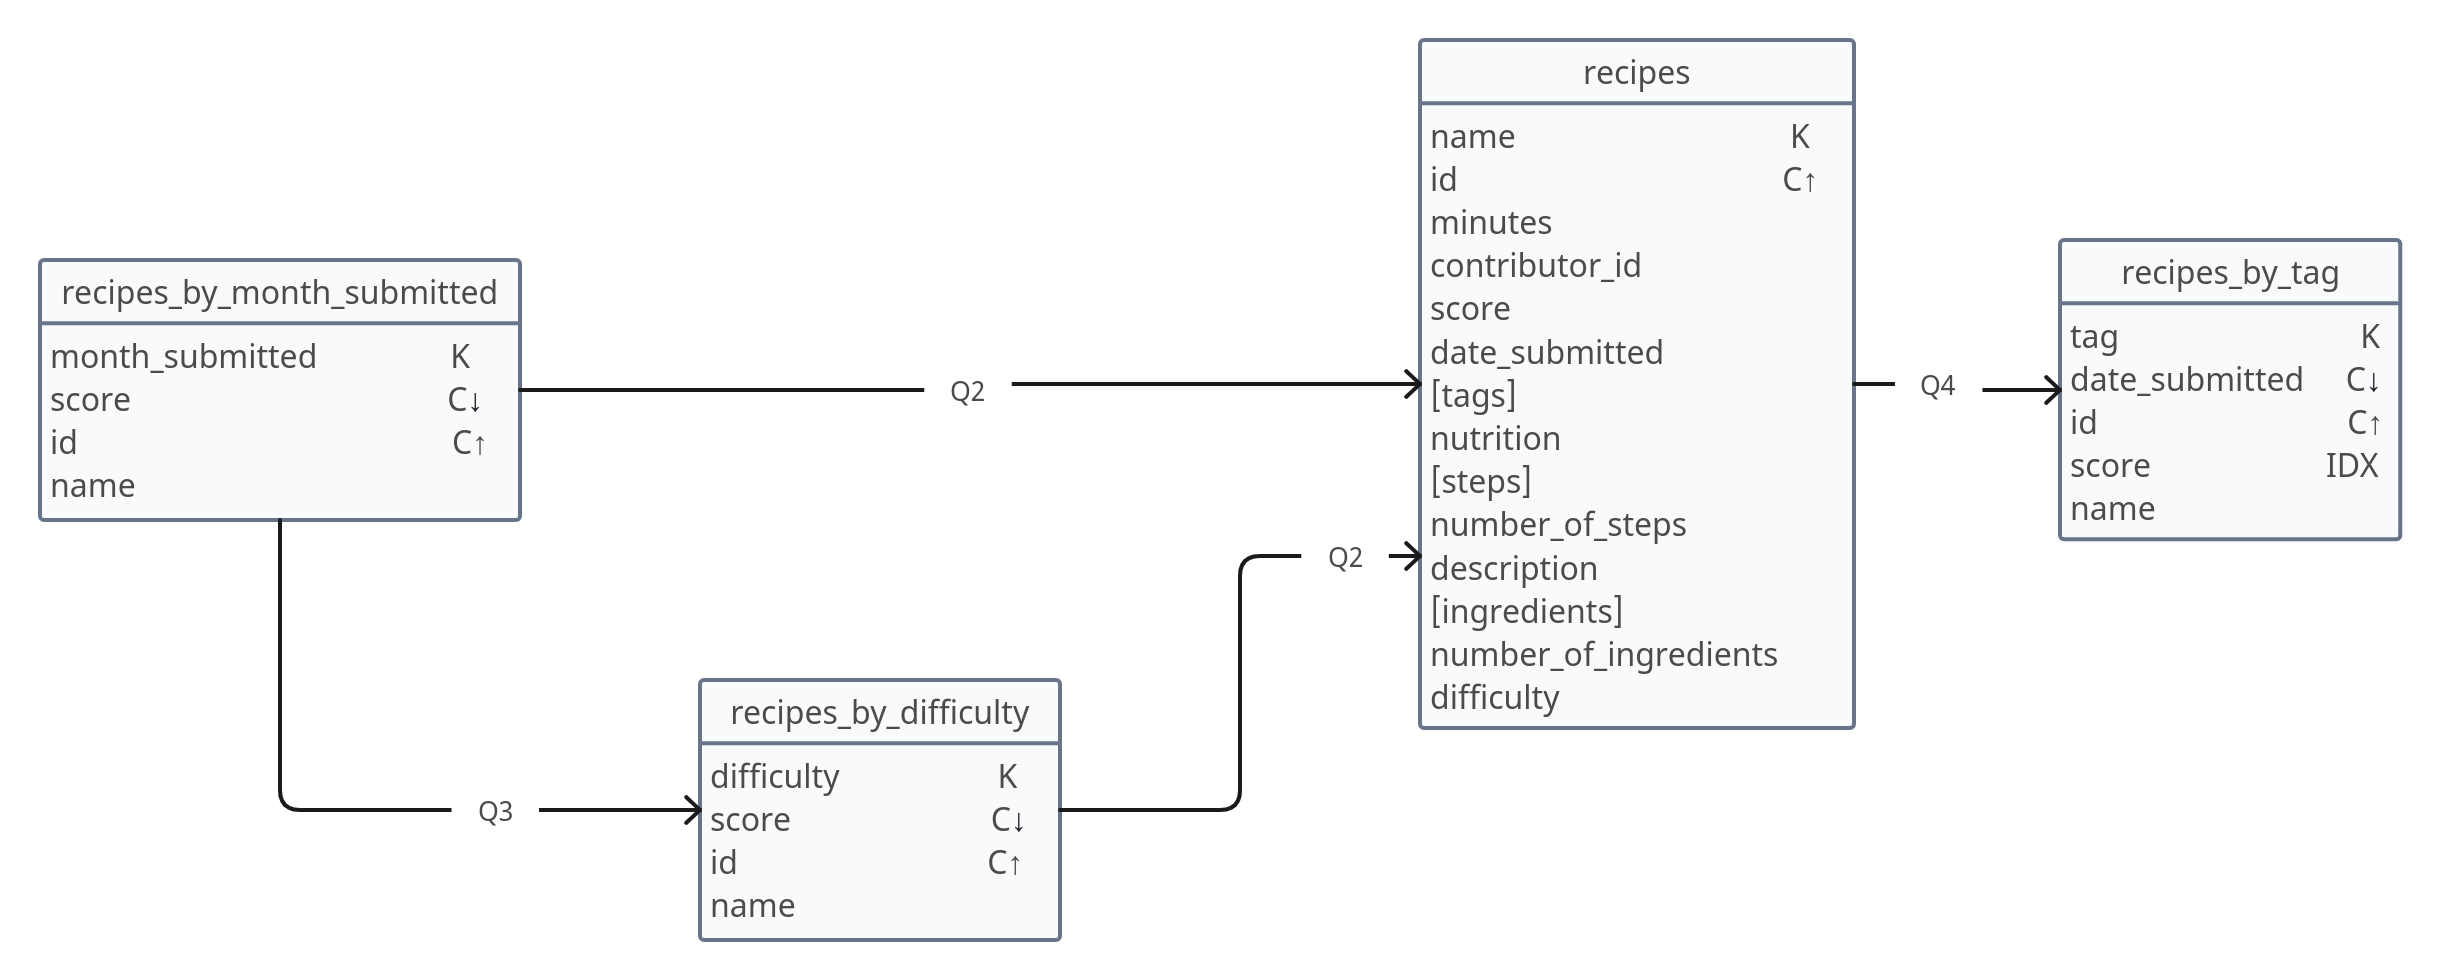 recipes_by_month_submitted
month_submitted K
score C↓
id C↑
name
Q2
Q3
recipes_by_difficulty
difficulty K
score C↓
id C↑
name
Q2
recipes
name K
id C↑
minutes
contributor_id
score
date_submitted
[tags]
nutrition
[steps]
number_of_steps
description
[ingredients]
number_of_ingredients
difficulty
Q4
recipes_by_tag
tag K
date_submitted C↓
id C↑
score IDX
name